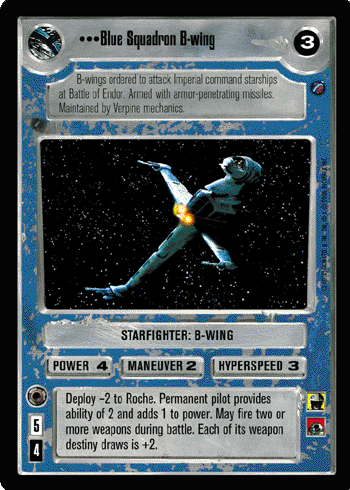 •••Blue Squadron B-wing
3
B-wings ordered to attack Imperial command starships
at Battle of Endor. Armed with armor-penetrating missiles.
Maintained by Verpine mechanics.
STARFIGHTER: B-WING
POWER 4 MANEUVER 2 HYPERSPEED 3
Deploy -2 to Roche. Permanent pilot provides
ability of 2 and adds 1 to power. May fire two or
more weapons during battle. Each of its weapon
destiny draws is +2.
5
4